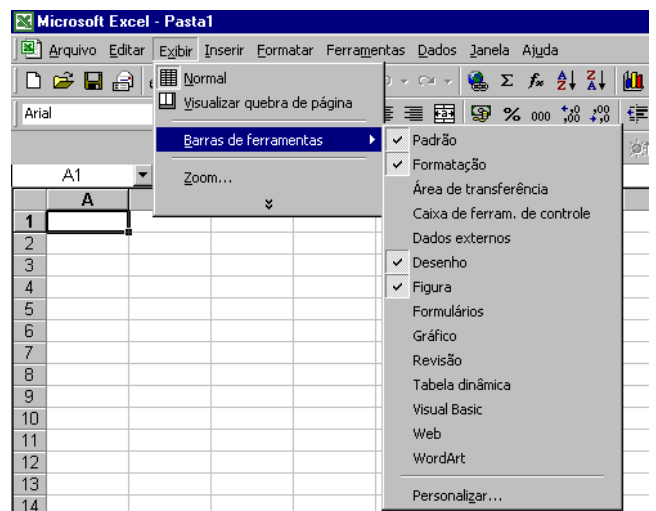 Microsoft Excel - Pasta1
Arquivo Editar Exibir Inserir Formatar Ferramentas Dados Janela Ajuda
Normal
Visualizar quebra de página
Arial
Barras de ferramentas
Zoom...
Padrão
Formatação
Área de transferência
Caixa de ferram. de controle
Dados externos
Desenho
Figura
Formulários
Gráfico
Revisão
Tabela dinâmica
Visual Basic
Web
WordArt
Personalizar...
A1
A
1
2
3
4
5
6
7
8
9
10
11
12
13
14